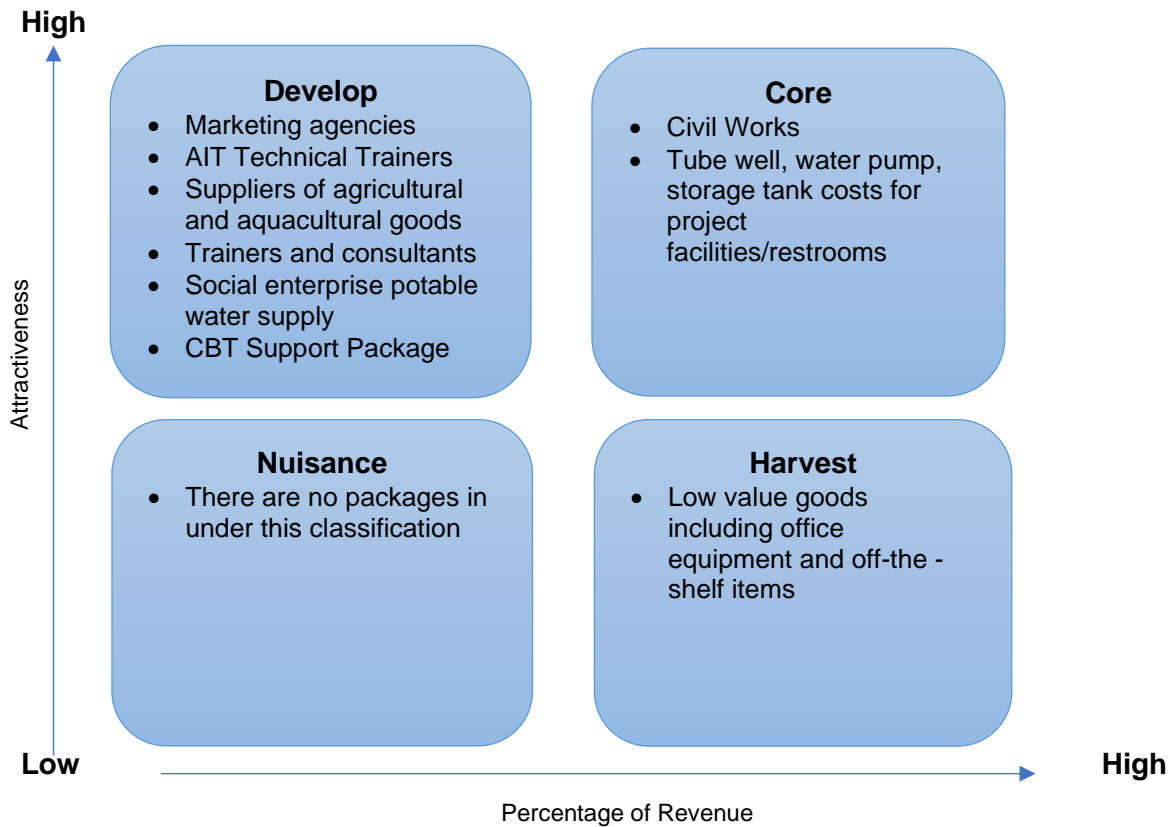 High
Develop
• Marketing agencies
• AIT Technical Trainers
• Suppliers of agricultural
and aquacultural goods
• Trainers and consultants
• Social enterprise potable
water supply
• CBT Support Package
Core
• Civil Works
• Tube well, water pump,
storage tank costs for
project
facilities/restrooms
Attractiveness
Nuisance
• There are no packages in
under this classification
Harvest
• Low value goods
including office
equipment and off-the -
shelf items
Low
High
Percentage of Revenue